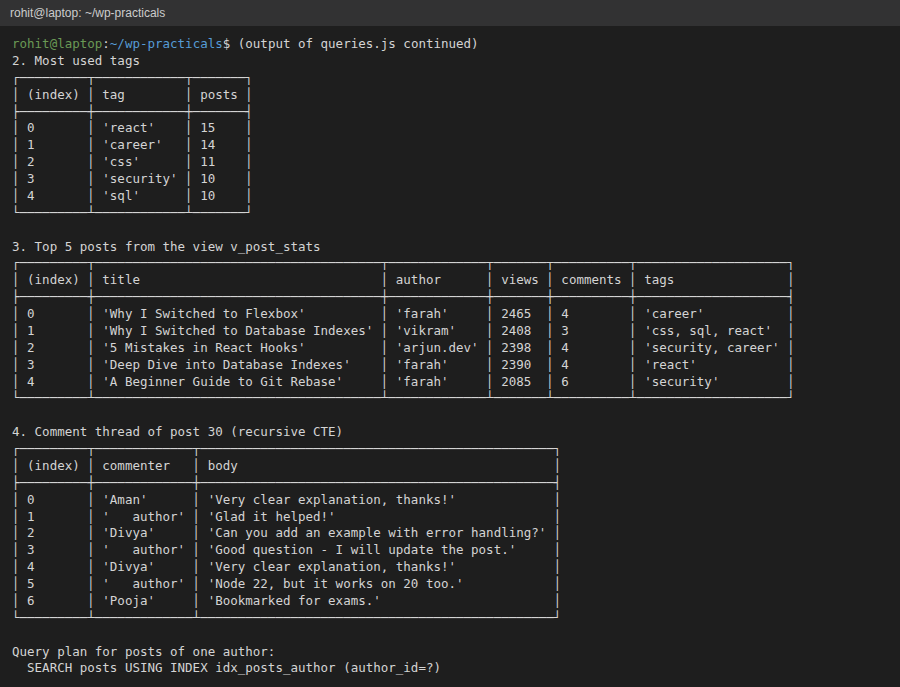 rohit@laptop: ~/wp-practicals
rohit@laptop:~/wp-practicals$ (output of queries.js continued)
2. Most used tags
┌─────────┬────────────┬───────┐
│ (index) │ tag        │ posts │
├─────────┼────────────┼───────┤
│ 0       │ 'react'    │ 15    │
│ 1       │ 'career'   │ 14    │
│ 2       │ 'css'      │ 11    │
│ 3       │ 'security' │ 10    │
│ 4       │ 'sql'      │ 10    │
└─────────┴────────────┴───────┘
3. Top 5 posts from the view v_post_stats
┌─────────┬──────────────────────────────────────┬─────────────┬───────┬──────────┬────────────────────┐
│ (index) │ title                                │ author      │ views │ comments │ tags               │
├─────────┼──────────────────────────────────────┼─────────────┼───────┼──────────┼────────────────────┤
│ 0       │ 'Why I Switched to Flexbox'          │ 'farah'     │ 2465  │ 4        │ 'career'           │
│ 1       │ 'Why I Switched to Database Indexes' │ 'vikram'    │ 2408  │ 3        │ 'css, sql, react'  │
│ 2       │ '5 Mistakes in React Hooks'          │ 'arjun.dev' │ 2398  │ 4        │ 'security, career' │
│ 3       │ 'Deep Dive into Database Indexes'    │ 'farah'     │ 2390  │ 4        │ 'react'            │
│ 4       │ 'A Beginner Guide to Git Rebase'     │ 'farah'     │ 2085  │ 6        │ 'security'         │
└─────────┴──────────────────────────────────────┴─────────────┴───────┴──────────┴────────────────────┘
4. Comment thread of post 30 (recursive CTE)
┌─────────┬─────────────┬───────────────────────────────────────────────┐
│ (index) │ commenter   │ body                                          │
├─────────┼─────────────┼───────────────────────────────────────────────┤
│ 0       │ 'Aman'      │ 'Very clear explanation, thanks!'             │
│ 1       │ '   author' │ 'Glad it helped!'                             │
│ 2       │ 'Divya'     │ 'Can you add an example with error handling?' │
│ 3       │ '   author' │ 'Good question - I will update the post.'     │
│ 4       │ 'Divya'     │ 'Very clear explanation, thanks!'             │
│ 5       │ '   author' │ 'Node 22, but it works on 20 too.'            │
│ 6       │ 'Pooja'     │ 'Bookmarked for exams.'                       │
└─────────┴─────────────┴───────────────────────────────────────────────┘
Query plan for posts of one author:
  SEARCH posts USING INDEX idx_posts_author (author_id=?)